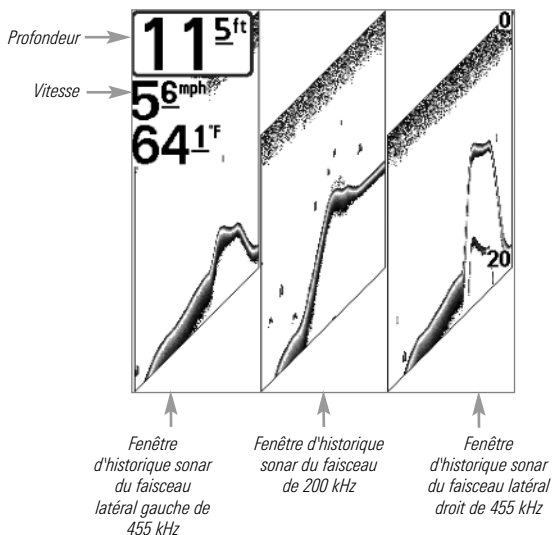 Profondeur
11 5 ft
Vitesse
5 6 mph
64 1 °F
0
20
Fenêtre
d'historique sonar
du faisceau
latéral gauche de
455 kHz
Fenêtre d'historique
sonar du faisceau
de 200 kHz
Fenêtre
d'historique sonar
du faisceau latéral
droit de 455 kHz